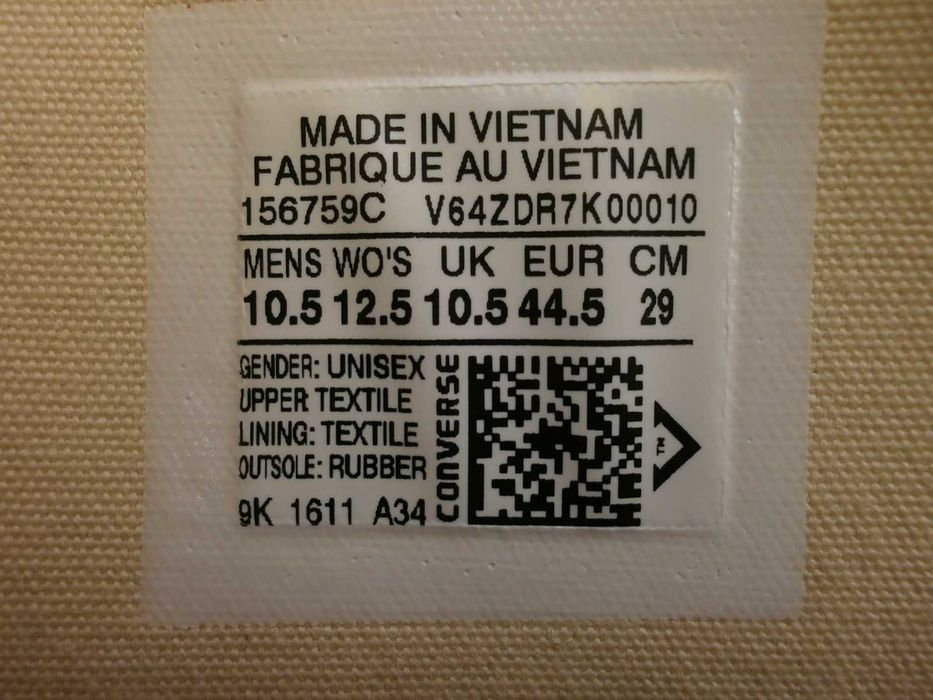 MADE IN VIETNAM
FABRIQUE AU VIETNAM
156759C V64ZDR7K00010
MENS WO'S UK EUR CM
10.5 12.5 10.5 44.5 29
GENDER: UNISEX
UPPER TEXTILE
LINING: TEXTILE
OUTSOLE: RUBBER
9K 1611 A34
CONVERSE
TM